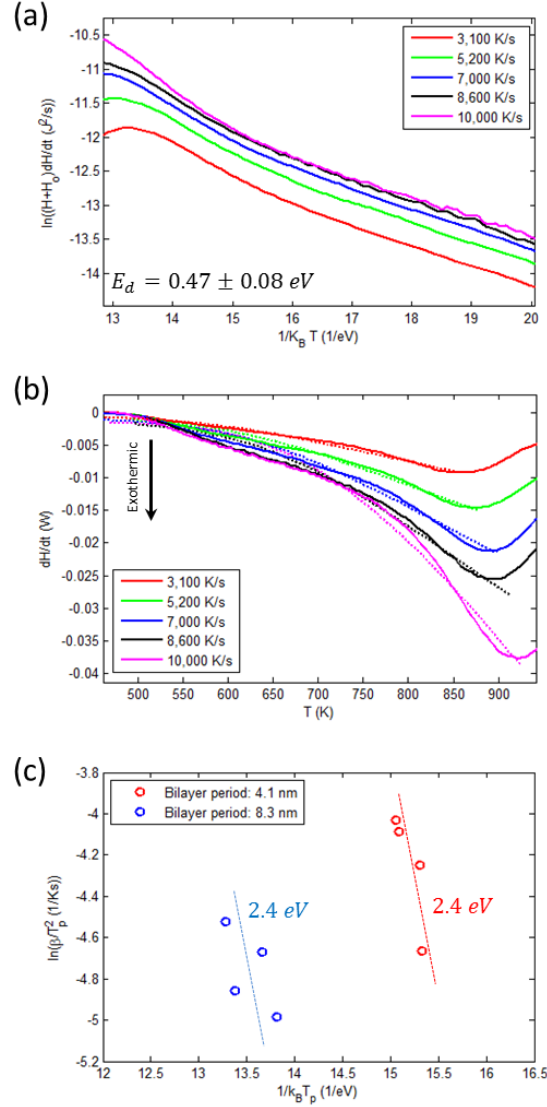 (a)
-10.5
-11
-11.5
-12
-12.5
-13
-13.5
-14
ln((H+H₀)dH/dt (J²/s))
3,100 K/s
5,200 K/s
7,000 K/s
8,600 K/s
10,000 K/s
E_d = 0.47 ± 0.08 eV
13 14 15 16 17 18 19 20
1/K_B T (1/eV)
(b)
0
-0.005
-0.01
-0.015
-0.02
-0.025
-0.03
-0.035
-0.04
dH/dt (W)
Exothermic
3,100 K/s
5,200 K/s
7,000 K/s
8,600 K/s
10,000 K/s
500 550 600 650 700 750 800 850 900
T (K)
(c)
-3.8
-4
-4.2
-4.4
-4.6
-4.8
-5
-5.2
ln(β/T_p² (1/Ks))
Bilayer period: 4.1 nm
Bilayer period: 8.3 nm
2.4 eV
2.4 eV
12 12.5 13 13.5 14 14.5 15 15.5 16 16.5
1/k_BT_p (1/eV)